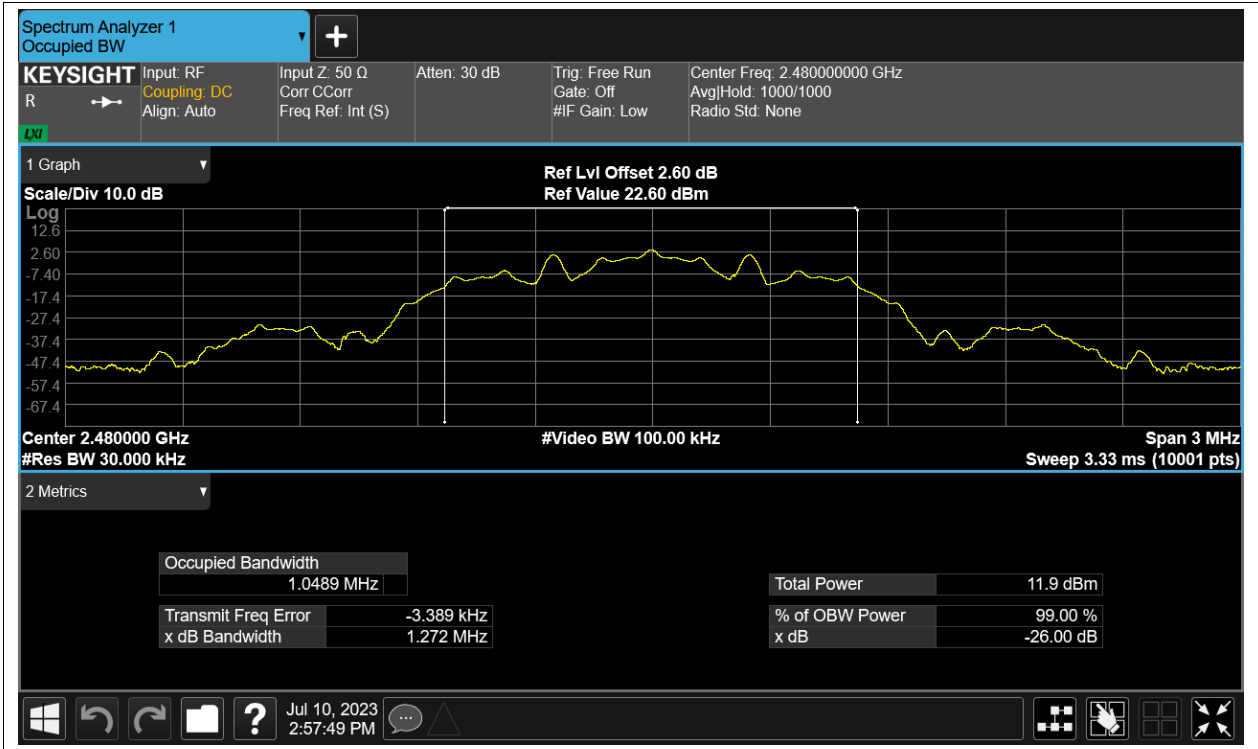 Spectrum Analyzer 1
Occupied BW
+
KEYSIGHT
R
LXI
Input: RF
Coupling: DC
Align: Auto
Input Z: 50 Ω
Corr CCorr
Freq Ref: Int (S)
Atten: 30 dB
Trig: Free Run
Gate: Off
#IF Gain: Low
Center Freq: 2.480000000 GHz
Avg|Hold: 1000/1000
Radio Std: None
1 Graph
Scale/Div 10.0 dB
Ref Lvl Offset 2.60 dB
Ref Value 22.60 dBm
Log
12.6
2.60
-7.40
-17.4
-27.4
-37.4
-47.4
-57.4
-67.4
Center 2.480000 GHz
#Res BW 30.000 kHz
#Video BW 100.00 kHz
Span 3 MHz
Sweep 3.33 ms (10001 pts)
2 Metrics
Occupied Bandwidth
1.0489 MHz
Transmit Freq Error -3.389 kHz
x dB Bandwidth 1.272 MHz
Total Power 11.9 dBm
% of OBW Power 99.00 %
x dB -26.00 dB
?
Jul 10, 2023
2:57:49 PM